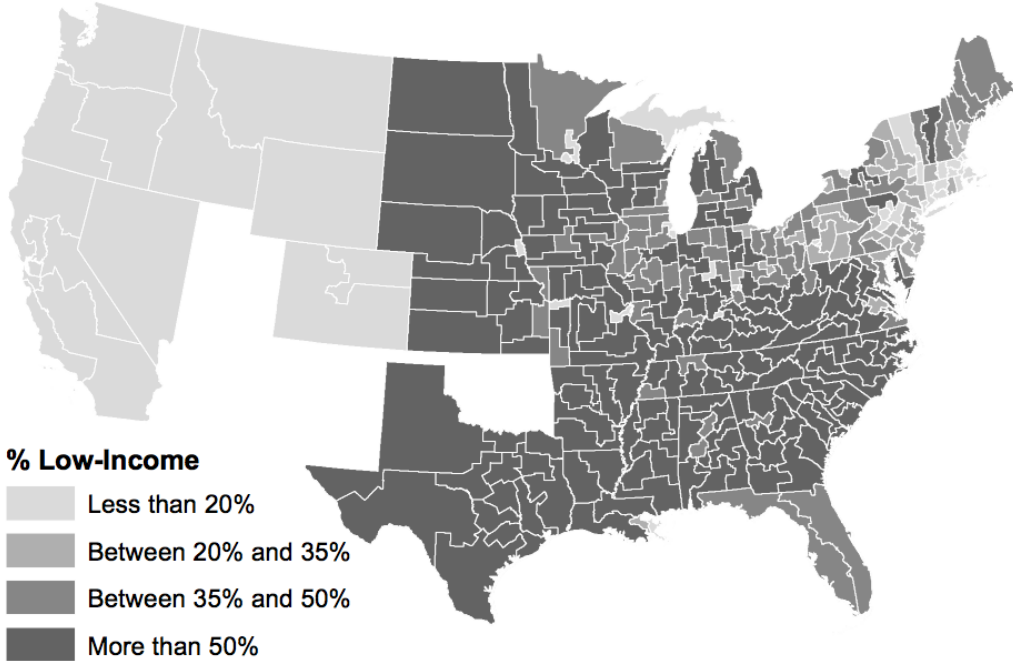 % Low-Income
Less than 20%
Between 20% and 35%
Between 35% and 50%
More than 50%